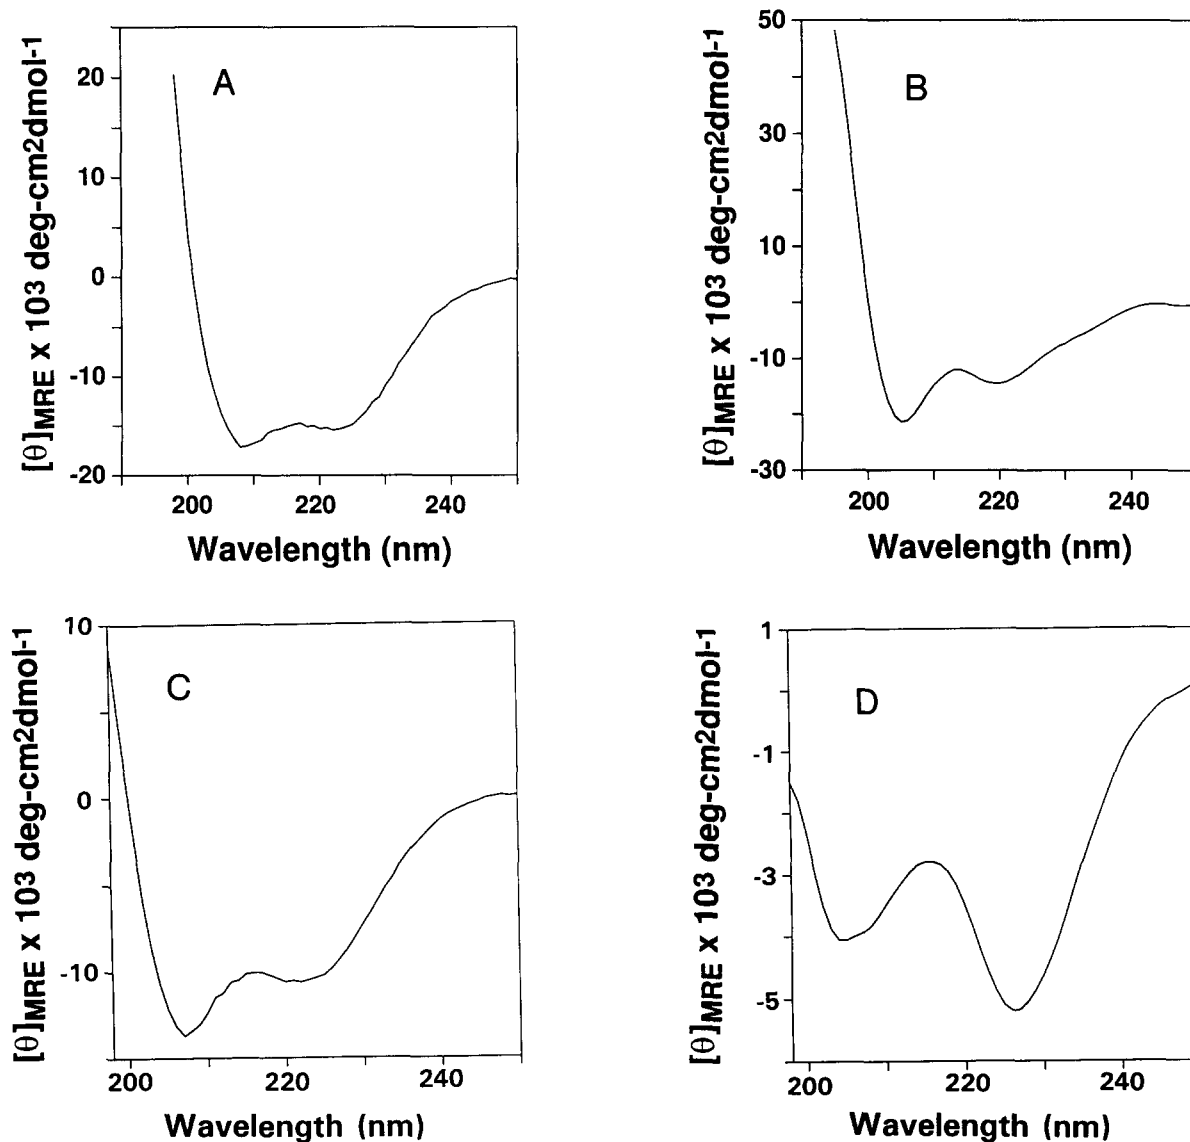 A
[θ]MRE x 10³ deg-cm²dmol-1
20
10
0
-10
-20
200
220
240
Wavelength (nm)
B
[θ]MRE x 10³ deg-cm²dmol-1
50
30
10
-10
-30
200
220
240
Wavelength (nm)
C
[θ]MRE x 10³ deg-cm²dmol-1
10
0
-10
200
220
240
Wavelength (nm)
D
[θ]MRE x 10³ deg-cm²dmol-1
1
-1
-3
-5
200
220
240
Wavelength (nm)